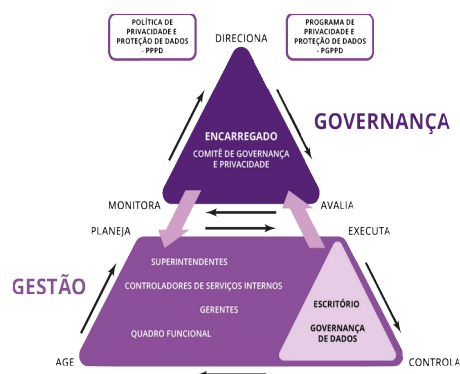 POLÍTICA DE
PRIVACIDADE E
PROTEÇÃO DE DADOS
- PPPD
DIRECIONA
PROGRAMA DE
PRIVACIDADE E
PROTEÇÃO DE DADOS
- PGPPD
GOVERNANÇA
ENCARREGADO
COMITÊ DE GOVERNANÇA
E PRIVACIDADE
MONITORA
AVALIA
PLANEJA
EXECUTA
GESTÃO
SUPERINTENDENTES
CONTROLADORES DE SERVIÇOS INTERNOS
GERENTES
QUADRO FUNCIONAL
ESCRITÓRIO
GOVERNANÇA
DE DADOS
AGE
CONTROLA